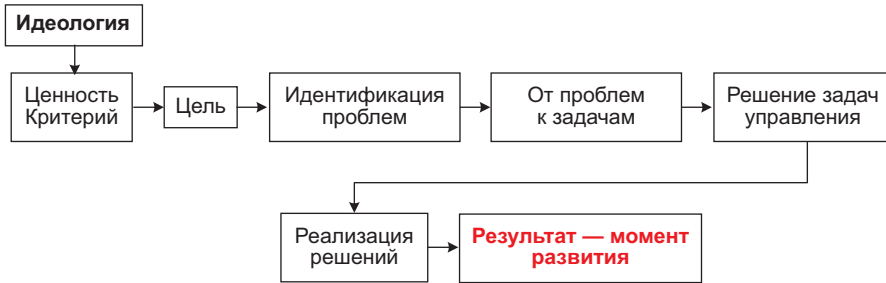 Идеология
Ценность
Критерий
Цель
Идентификация
проблем
От проблем
к задачам
Решение задач
управления
Реализация
решений
Результат — момент
развития